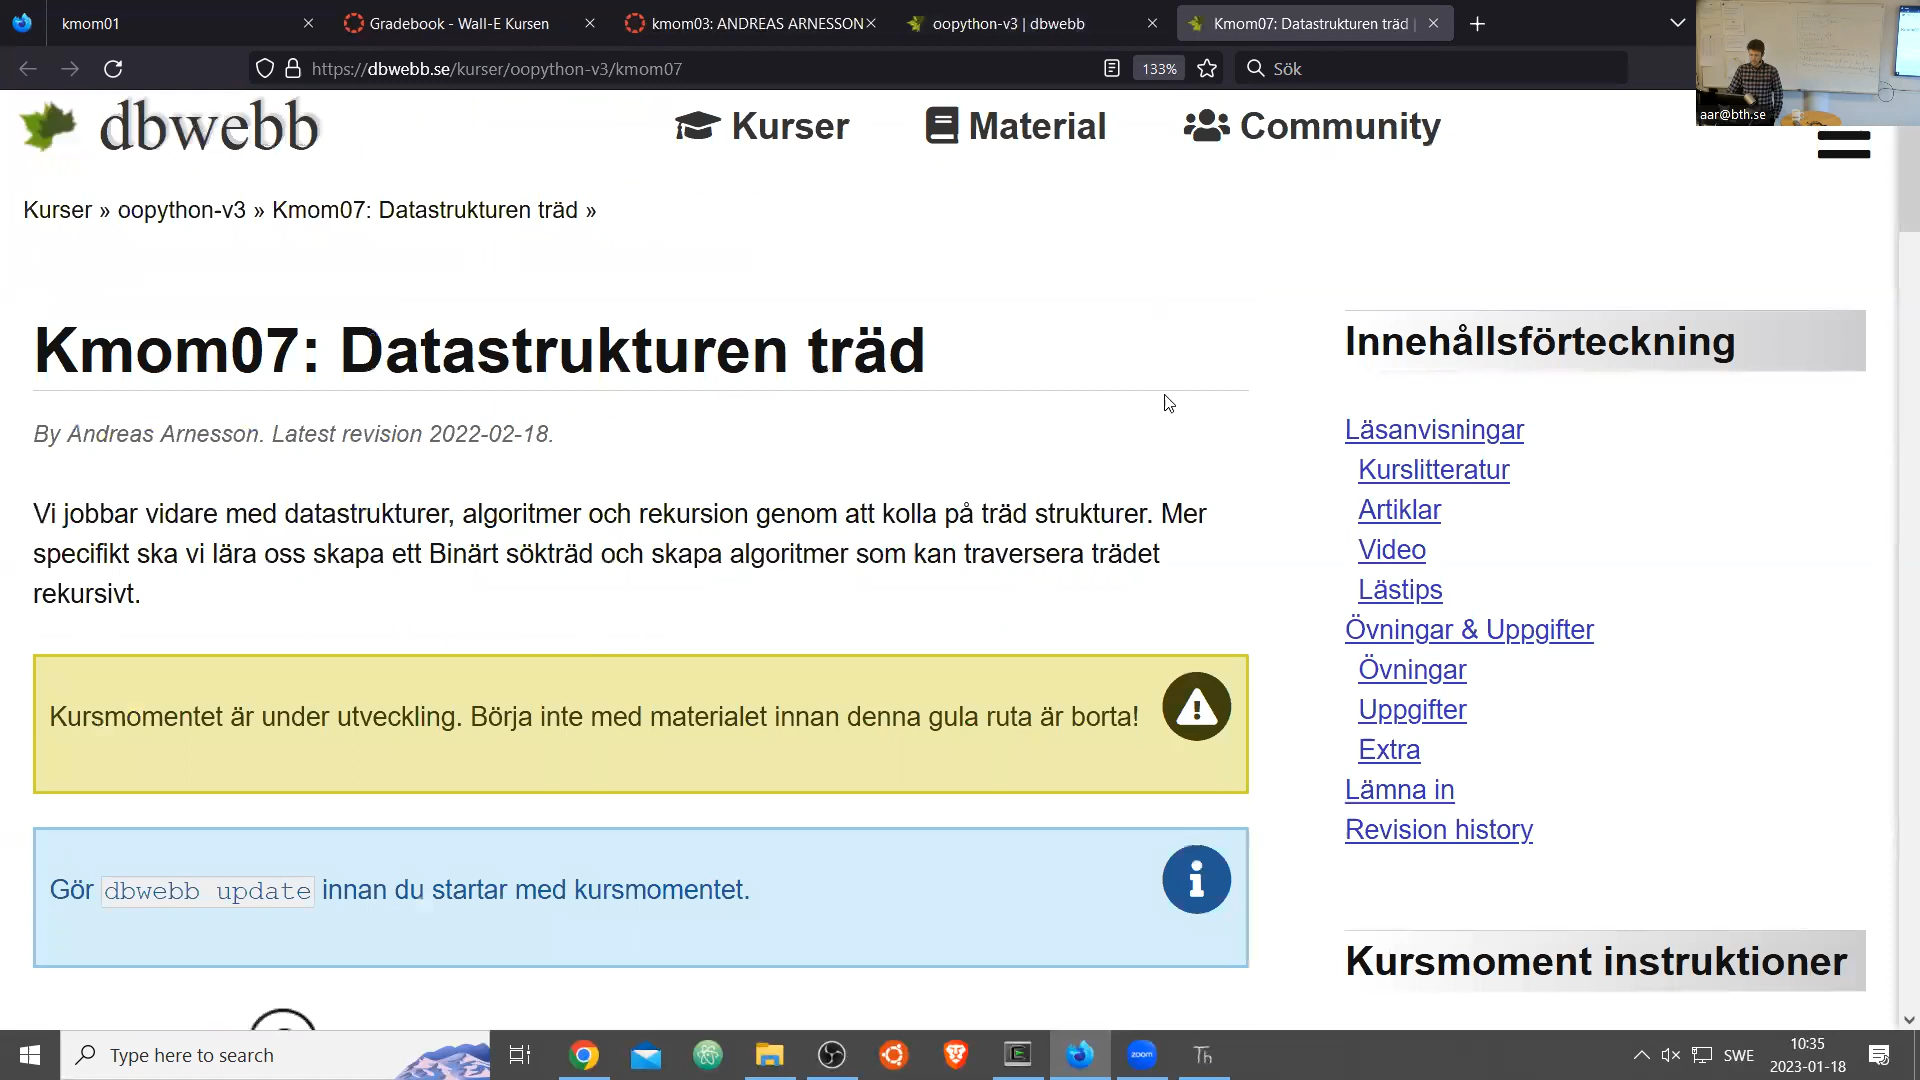 kmom01
Gradebook - Wall-E Kursen
kmom03: ANDREAS ARNESSON
oopython-v3 | dbwebb
Kmom07: Datastrukturen träd |
https://dbwebb.se/kurser/oopython-v3/kmom07
133%
Sök
aar@bth.se
dbwebb
Kurser
Material
Community
Kurser » oopython-v3 » Kmom07: Datastrukturen träd »
Kmom07: Datastrukturen träd
By Andreas Arnesson. Latest revision 2022-02-18.
Vi jobbar vidare med datastrukturer, algoritmer och rekursion genom att kolla på träd strukturer. Mer
specifikt ska vi lära oss skapa ett Binärt sökträd och skapa algoritmer som kan traversera trädet
rekursivt.
Kursmomentet är under utveckling. Börja inte med materialet innan denna gula ruta är borta!
Gör dbwebb update innan du startar med kursmomentet.
Innehållsförteckning
Läsanvisningar
Kurslitteratur
Artiklar
Video
Lästips
Övningar & Uppgifter
Övningar
Uppgifter
Extra
Lämna in
Revision history
Kursmoment instruktioner
Type here to search
zoom
Th
SWE
10:35
2023-01-18